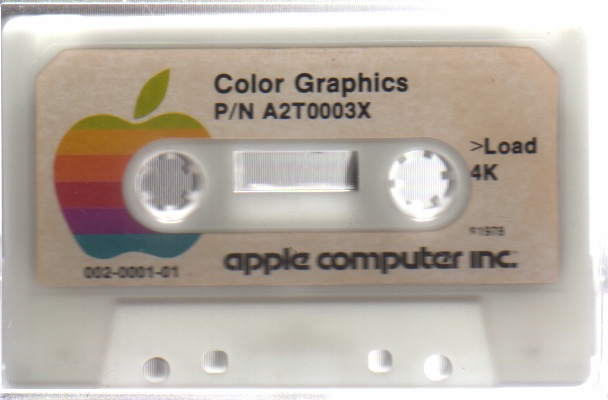 Color Graphics
P/N A2T0003X
>Load
4K
©1978
002-0001-01
apple computer inc.